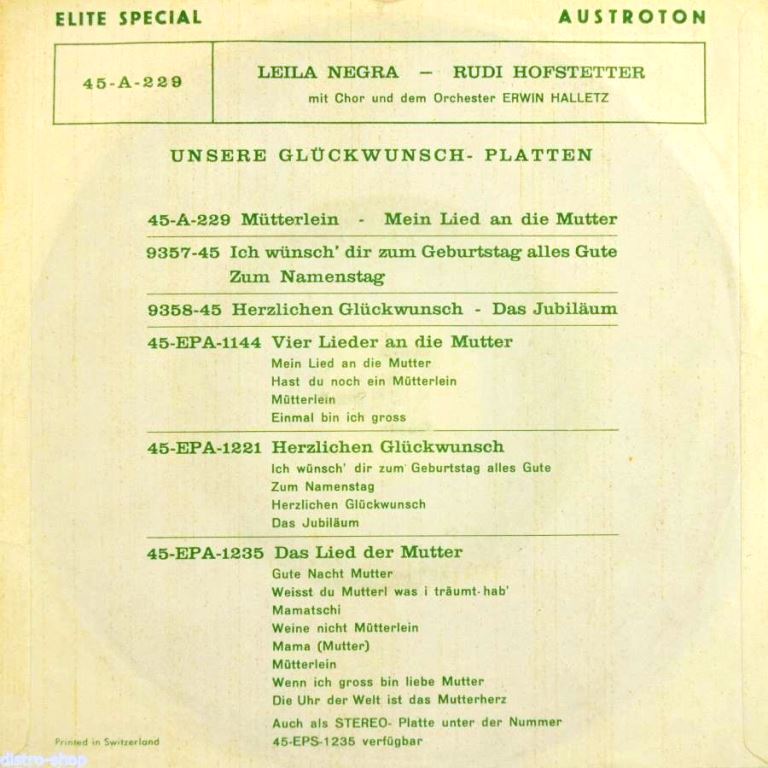 ELITE SPECIAL AUSTROTON
45-A-229
LEILA NEGRA – RUDI HOFSTETTER
mit Chor und dem Orchester ERWIN HALLETZ
UNSERE GLÜCKWUNSCH- PLATTEN
45-A-229 Mütterlein - Mein Lied an die Mutter
9357-45 Ich wünsch' dir zum Geburtstag alles Gute
Zum Namenstag
9358-45 Herzlichen Glückwunsch - Das Jubiläum
45-EPA-1144 Vier Lieder an die Mutter
Mein Lied an die Mutter
Hast du noch ein Mütterlein
Mütterlein
Einmal bin ich gross
45-EPA-1221 Herzlichen Glückwunsch
Ich wünsch' dir zum Geburtstag alles Gute
Zum Namenstag
Herzlichen Glückwunsch
Das Jubiläum
45-EPA-1235 Das Lied der Mutter
Gute Nacht Mutter
Weisst du Mutterl was i träumt-hab'
Mamatschi
Weine nicht Mütterlein
Mama (Mutter)
Mütterlein
Wenn ich gross bin liebe Mutter
Die Uhr der Welt ist das Mutterherz
Auch als STEREO- Platte unter der Nummer
45-EPS-1235 verfügbar
Printed in Switzerland
distro-shop